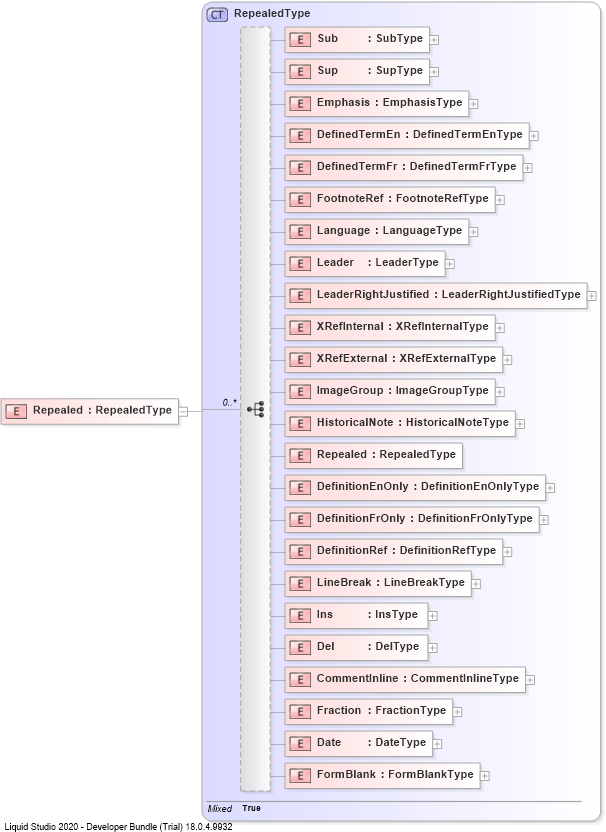 CT RepealedType
E Sub : SubType
E Sup : SupType
E Emphasis : EmphasisType
E DefinedTermEn : DefinedTermEnType
E DefinedTermFr : DefinedTermFrType
E FootnoteRef : FootnoteRefType
E Language : LanguageType
E Leader : LeaderType
E LeaderRightJustified : LeaderRightJustifiedType
E XRefInternal : XRefInternalType
E XRefExternal : XRefExternalType
E ImageGroup : ImageGroupType
0..*
E Repealed : RepealedType
E HistoricalNote : HistoricalNoteType
E Repealed : RepealedType
E DefinitionEnOnly : DefinitionEnOnlyType
E DefinitionFrOnly : DefinitionFrOnlyType
E DefinitionRef : DefinitionRefType
E LineBreak : LineBreakType
E Ins : InsType
E Del : DelType
E CommentInline : CommentInlineType
E Fraction : FractionType
E Date : DateType
E FormBlank : FormBlankType
Mixed True
Liquid Studio 2020 - Developer Bundle (Trial) 18.0.4.9932